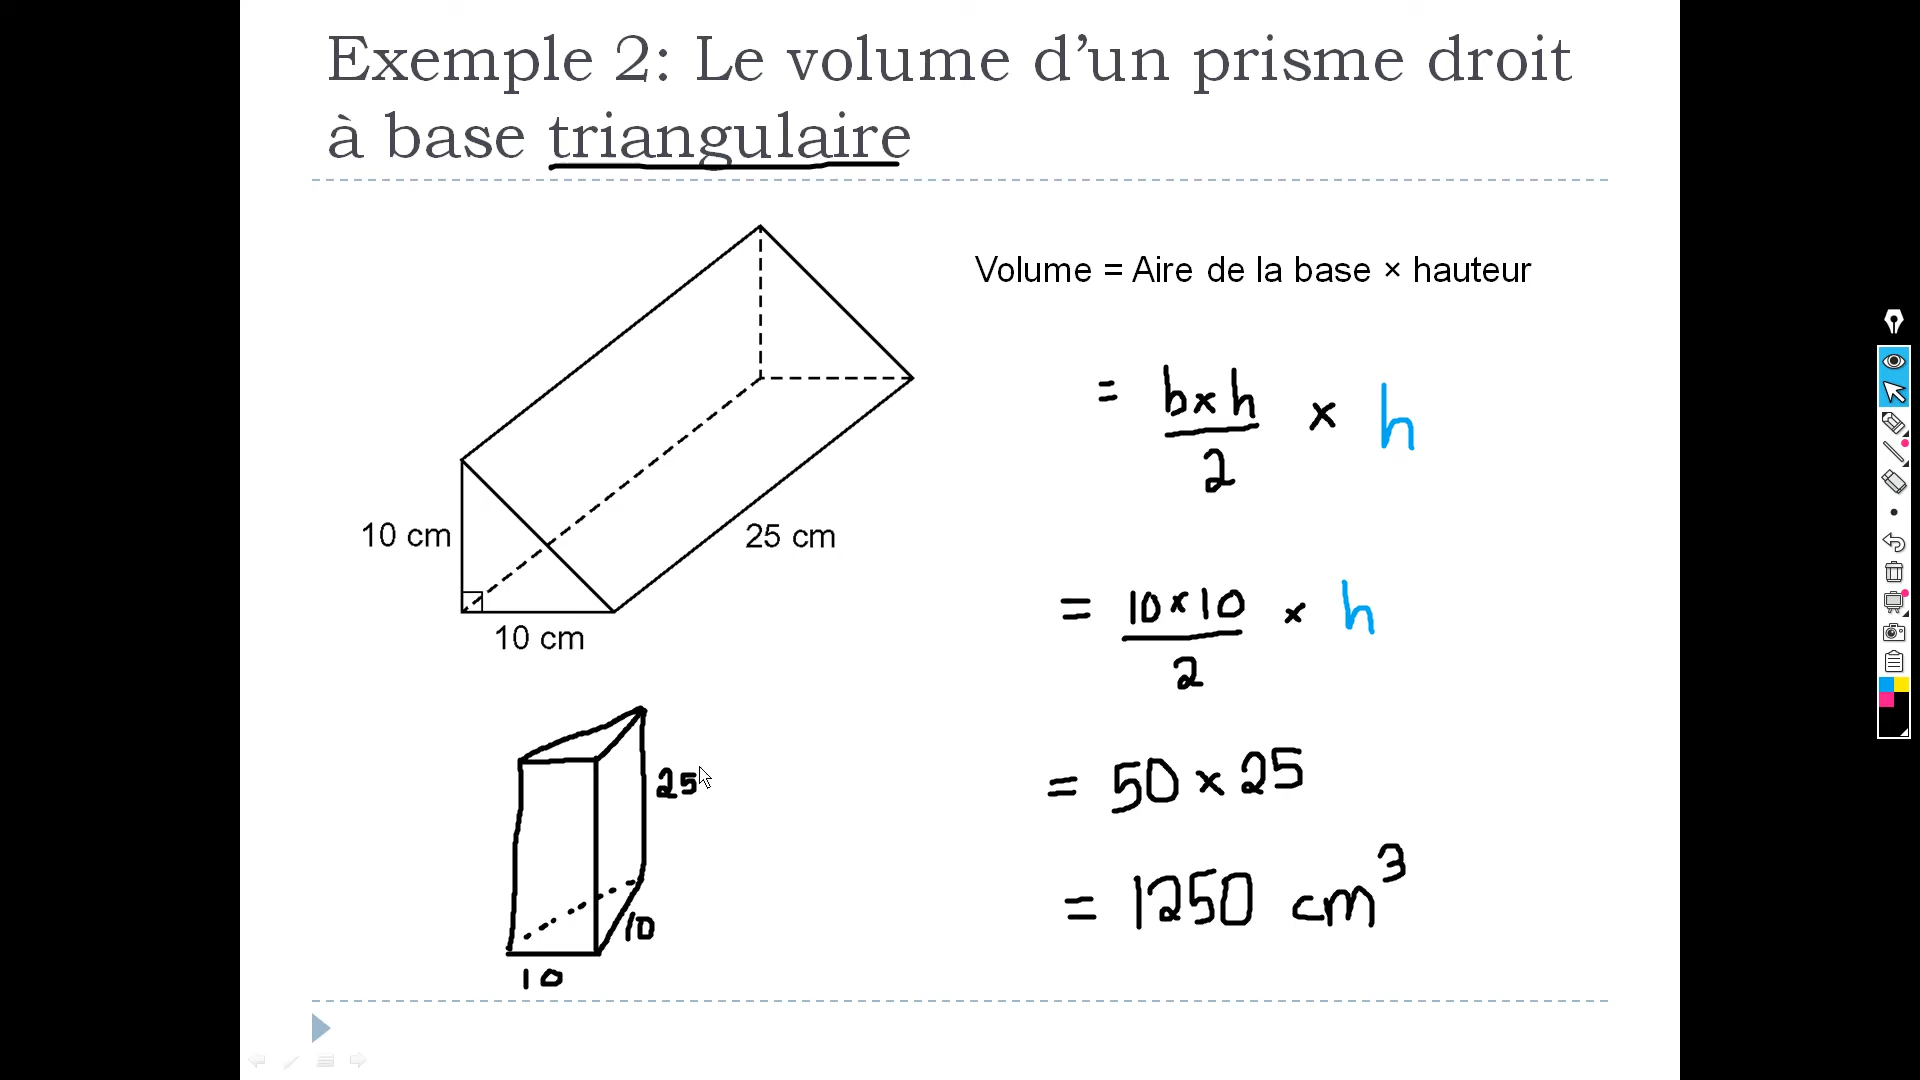 Exemple 2: Le volume d'un prisme droit
à base triangulaire
Volume = Aire de la base × hauteur
= b x h / 2 x h
10 cm
25 cm
= 10 x 10 / 2 x h
10 cm
25
= 50 x 25
= 1250 cm³
10
10